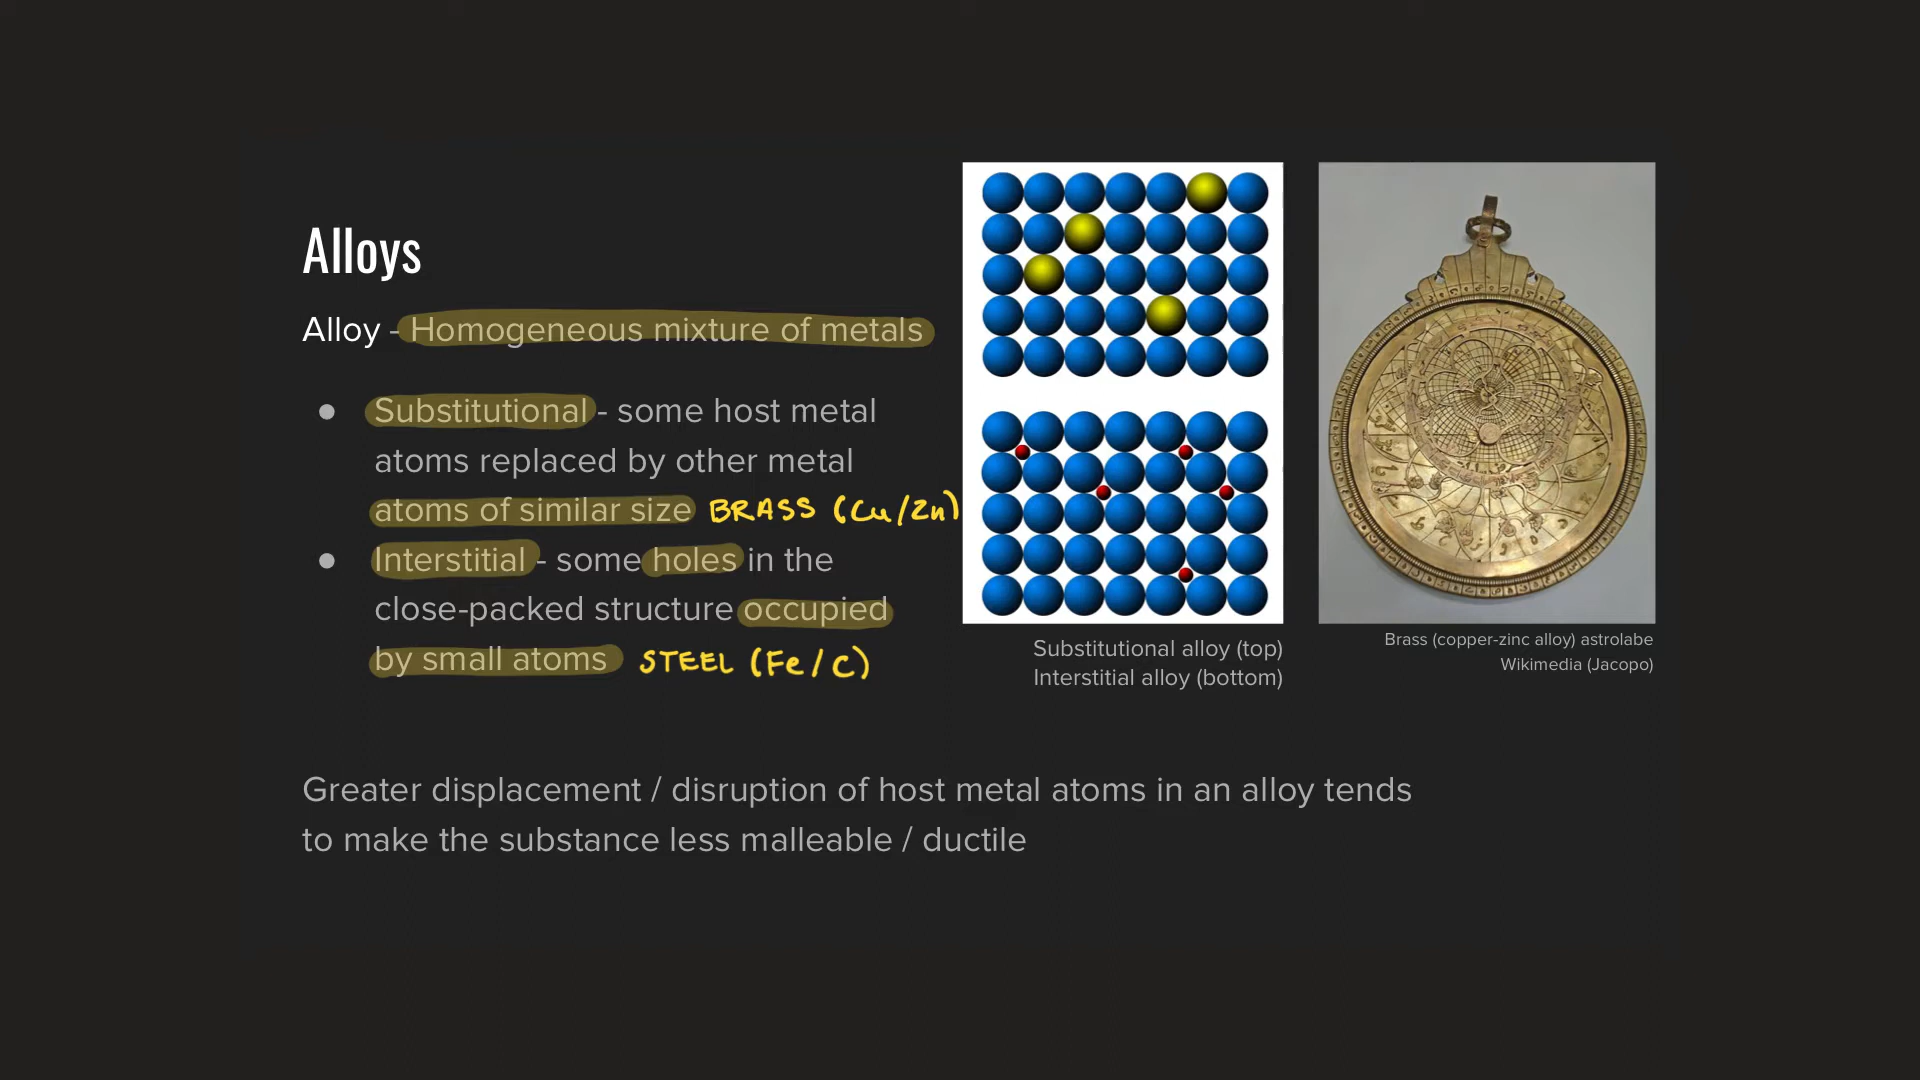 Alloys
Alloy - Homogeneous mixture of metals
● Substitutional - some host metal
atoms replaced by other metal
atoms of similar size BRASS (Cu/Zn)
● Interstitial - some holes in the
close-packed structure occupied
by small atoms STEEL (Fe/C)
Substitutional alloy (top)
Interstitial alloy (bottom)
Brass (copper-zinc alloy) astrolabe
Wikimedia (Jacopo)
Greater displacement / disruption of host metal atoms in an alloy tends
to make the substance less malleable / ductile